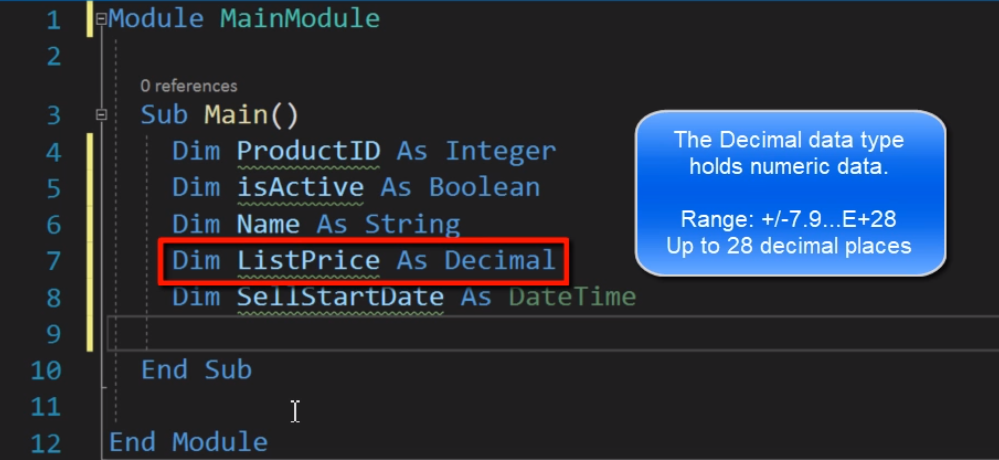 1 Module MainModule
2
0 references
3 Sub Main()
4 Dim ProductID As Integer
5 Dim isActive As Boolean
6 Dim Name As String
7 Dim ListPrice As Decimal
8 Dim SellStartDate As DateTime
9
10 End Sub
11
12 End Module
The Decimal data type
holds numeric data.
Range: +/-7.9...E+28
Up to 28 decimal places